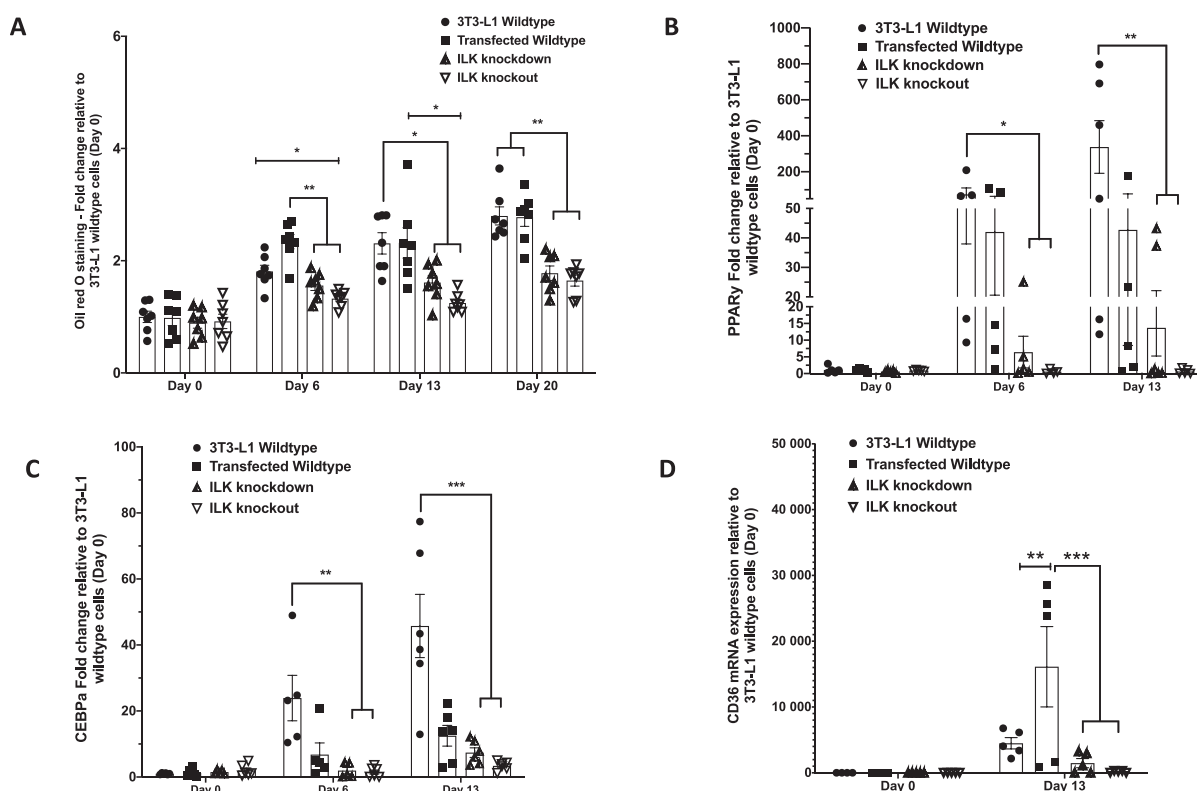 A
3T3-L1 Wildtype
Transfected Wildtype
ILK knockdown
ILK knockout
Oil red O staining - Fold change relative to
3T3-L1 wildtype cells (Day 0)
6
4
2
0
*
**
*
*
**
Day 0 Day 6 Day 13 Day 20
B
3T3-L1 Wildtype
Transfected Wildtype
ILK knockdown
ILK knockout
PPARγ Fold change relative to 3T3-L1
wildtype cells (Day 0)
1000
800
600
400
200
50
40
30
20
20
15
10
5
0
*
**
Day 0 Day 6 Day 13
C
3T3-L1 Wildtype
Transfected Wildtype
ILK knockdown
ILK knockout
CEBPa Fold change relative to 3T3-L1
wildtype cells (Day 0)
100
80
60
40
20
0
**
***
Day 0 Day 6 Day 13
D
3T3-L1 Wildtype
Transfected Wildtype
ILK knockdown
ILK knockout
CD36 mRNA expression relative to
3T3-L1 wildtype cells (Day 0)
50 000
40 000
30 000
20 000
10 000
0
** ***
Day 0 Day 13